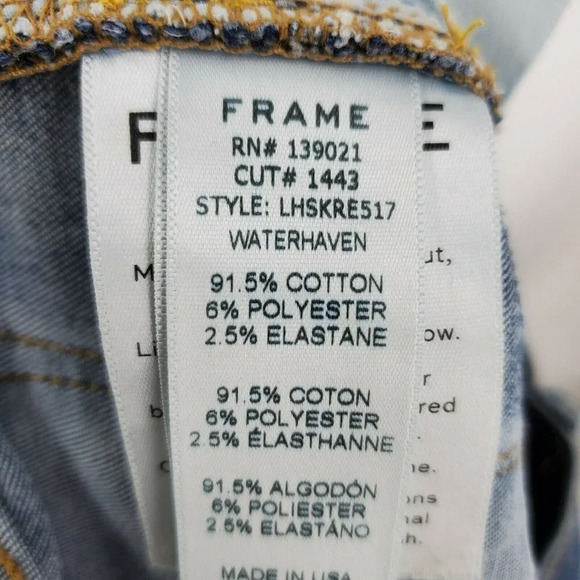 FRAME
RN# 139021
CUT# 1443
STYLE: LHSKRE517
WATERHAVEN
91.5% COTTON
6% POLYESTER
2.5% ELASTANE
91.5% COTON
6% POLYESTER
2.5% ÉLASTHANNE
91.5% ALGODÓN
6% POLIÉSTER
2.5% ELASTÁNO
MADE IN USA